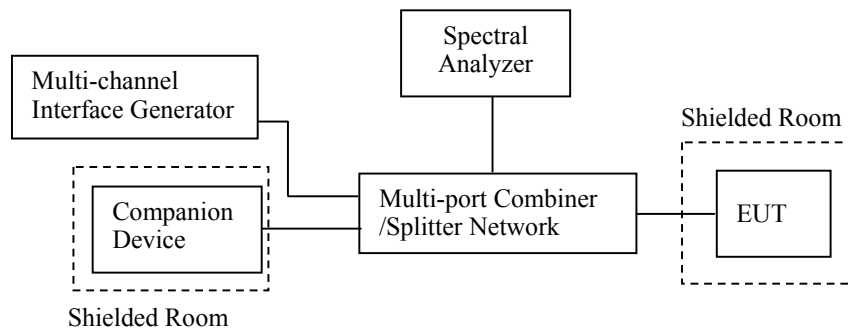 Spectral
Analyzer
Multi-channel
Interface Generator
Shielded Room
Companion
Device
Multi-port Combiner
/Splitter Network
EUT
Shielded Room